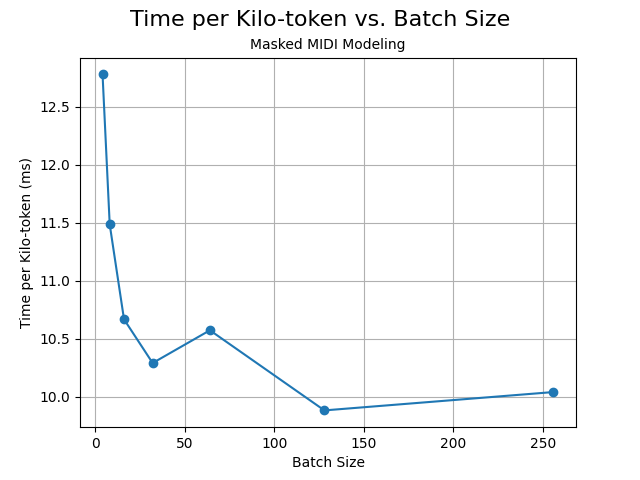 Time per Kilo-token vs. Batch Size
Masked MIDI Modeling
Time per Kilo-token (ms)
12.5
12.0
11.5
11.0
10.5
10.0
0 50 100 150 200 250
Batch Size